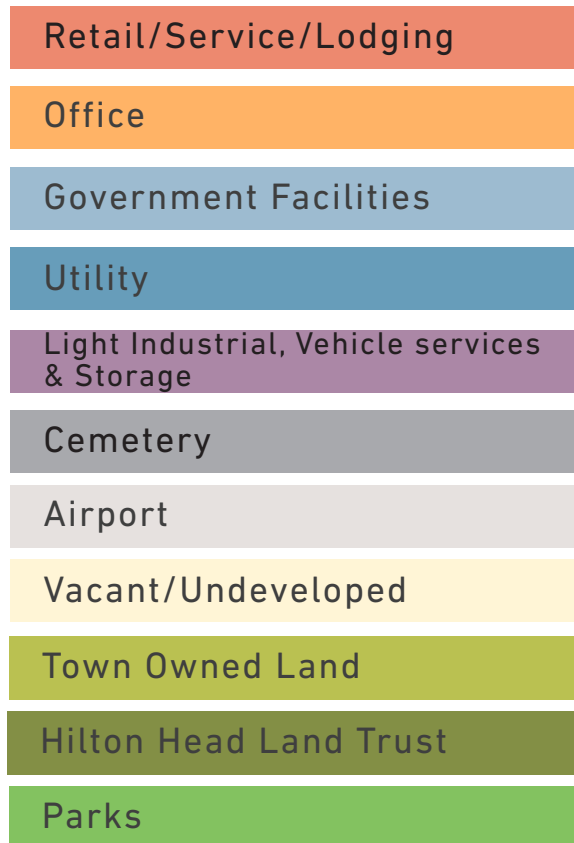 Retail/Service/Lodging
Office
Government Facilities
Utility
Light Industrial, Vehicle services
& Storage
Cemetery
Airport
Vacant/Undeveloped
Town Owned Land
Hilton Head Land Trust
Parks